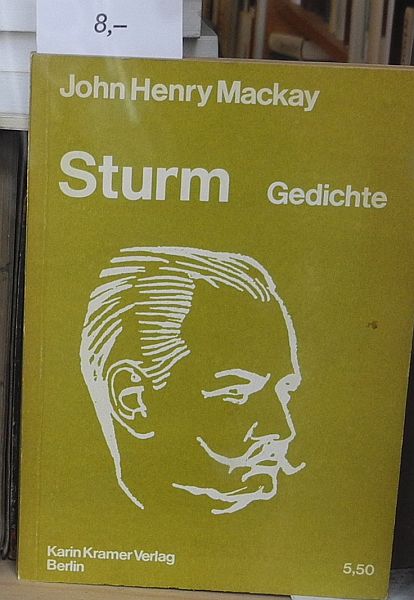 8,–
John Henry Mackay
Sturm Gedichte
Karin Kramer Verlag
Berlin
5,50